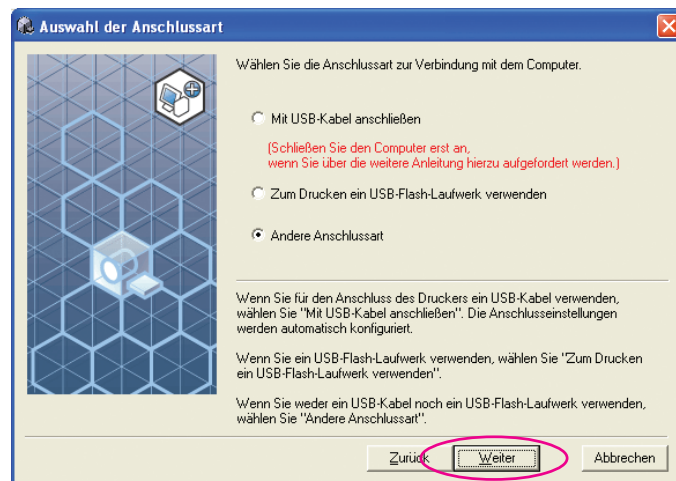 Auswahl der Anschlussart
Wählen Sie die Anschlussart zur Verbindung mit dem Computer.
Mit USB-Kabel anschließen
(Schließen Sie den Computer erst an,
wenn Sie über die weitere Anleitung hierzu aufgefordert werden.)
Zum Drucken ein USB-Flash-Laufwerk verwenden
Andere Anschlussart
Wenn Sie für den Anschluss des Druckers ein USB-Kabel verwenden,
wählen Sie "Mit USB-Kabel anschließen". Die Anschlusseinstellungen
werden automatisch konfiguriert.
Wenn Sie ein USB-Flash-Laufwerk verwenden, wählen Sie "Zum Drucken
ein USB-Flash-Laufwerk verwenden".
Wenn Sie weder ein USB-Kabel noch ein USB-Flash-Laufwerk verwenden,
wählen Sie "Andere Anschlussart".
Zurück Weiter Abbrechen